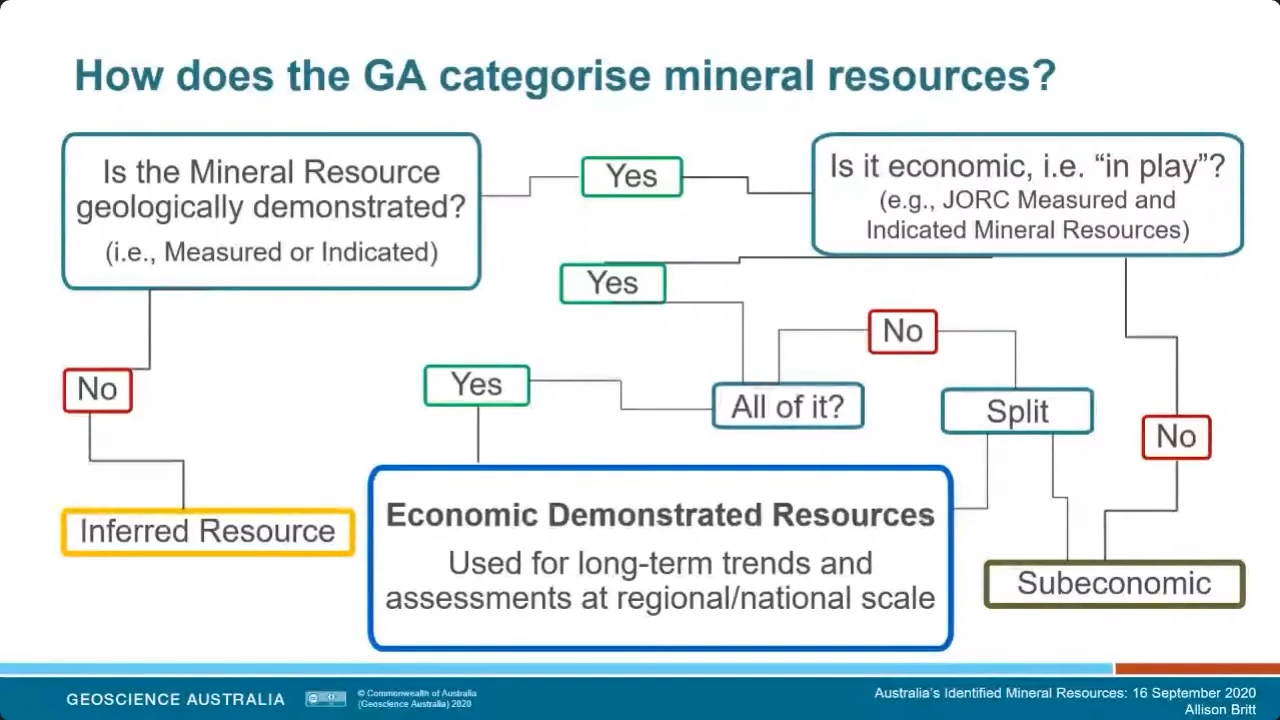 How does the GA categorise mineral resources?
Is the Mineral Resource
geologically demonstrated?
(i.e., Measured or Indicated)
Yes
Is it economic, i.e. “in play”?
(e.g., JORC Measured and
Indicated Mineral Resources)
Yes
No
Yes
All of it?
Split
No
No
Inferred Resource
Economic Demonstrated Resources
Used for long-term trends and
assessments at regional/national scale
Subeconomic
GEOSCIENCE AUSTRALIA
© Commonwealth of Australia
(Geoscience Australia) 2020
Australia’s Identified Mineral Resources: 16 September 2020
Allison Britt